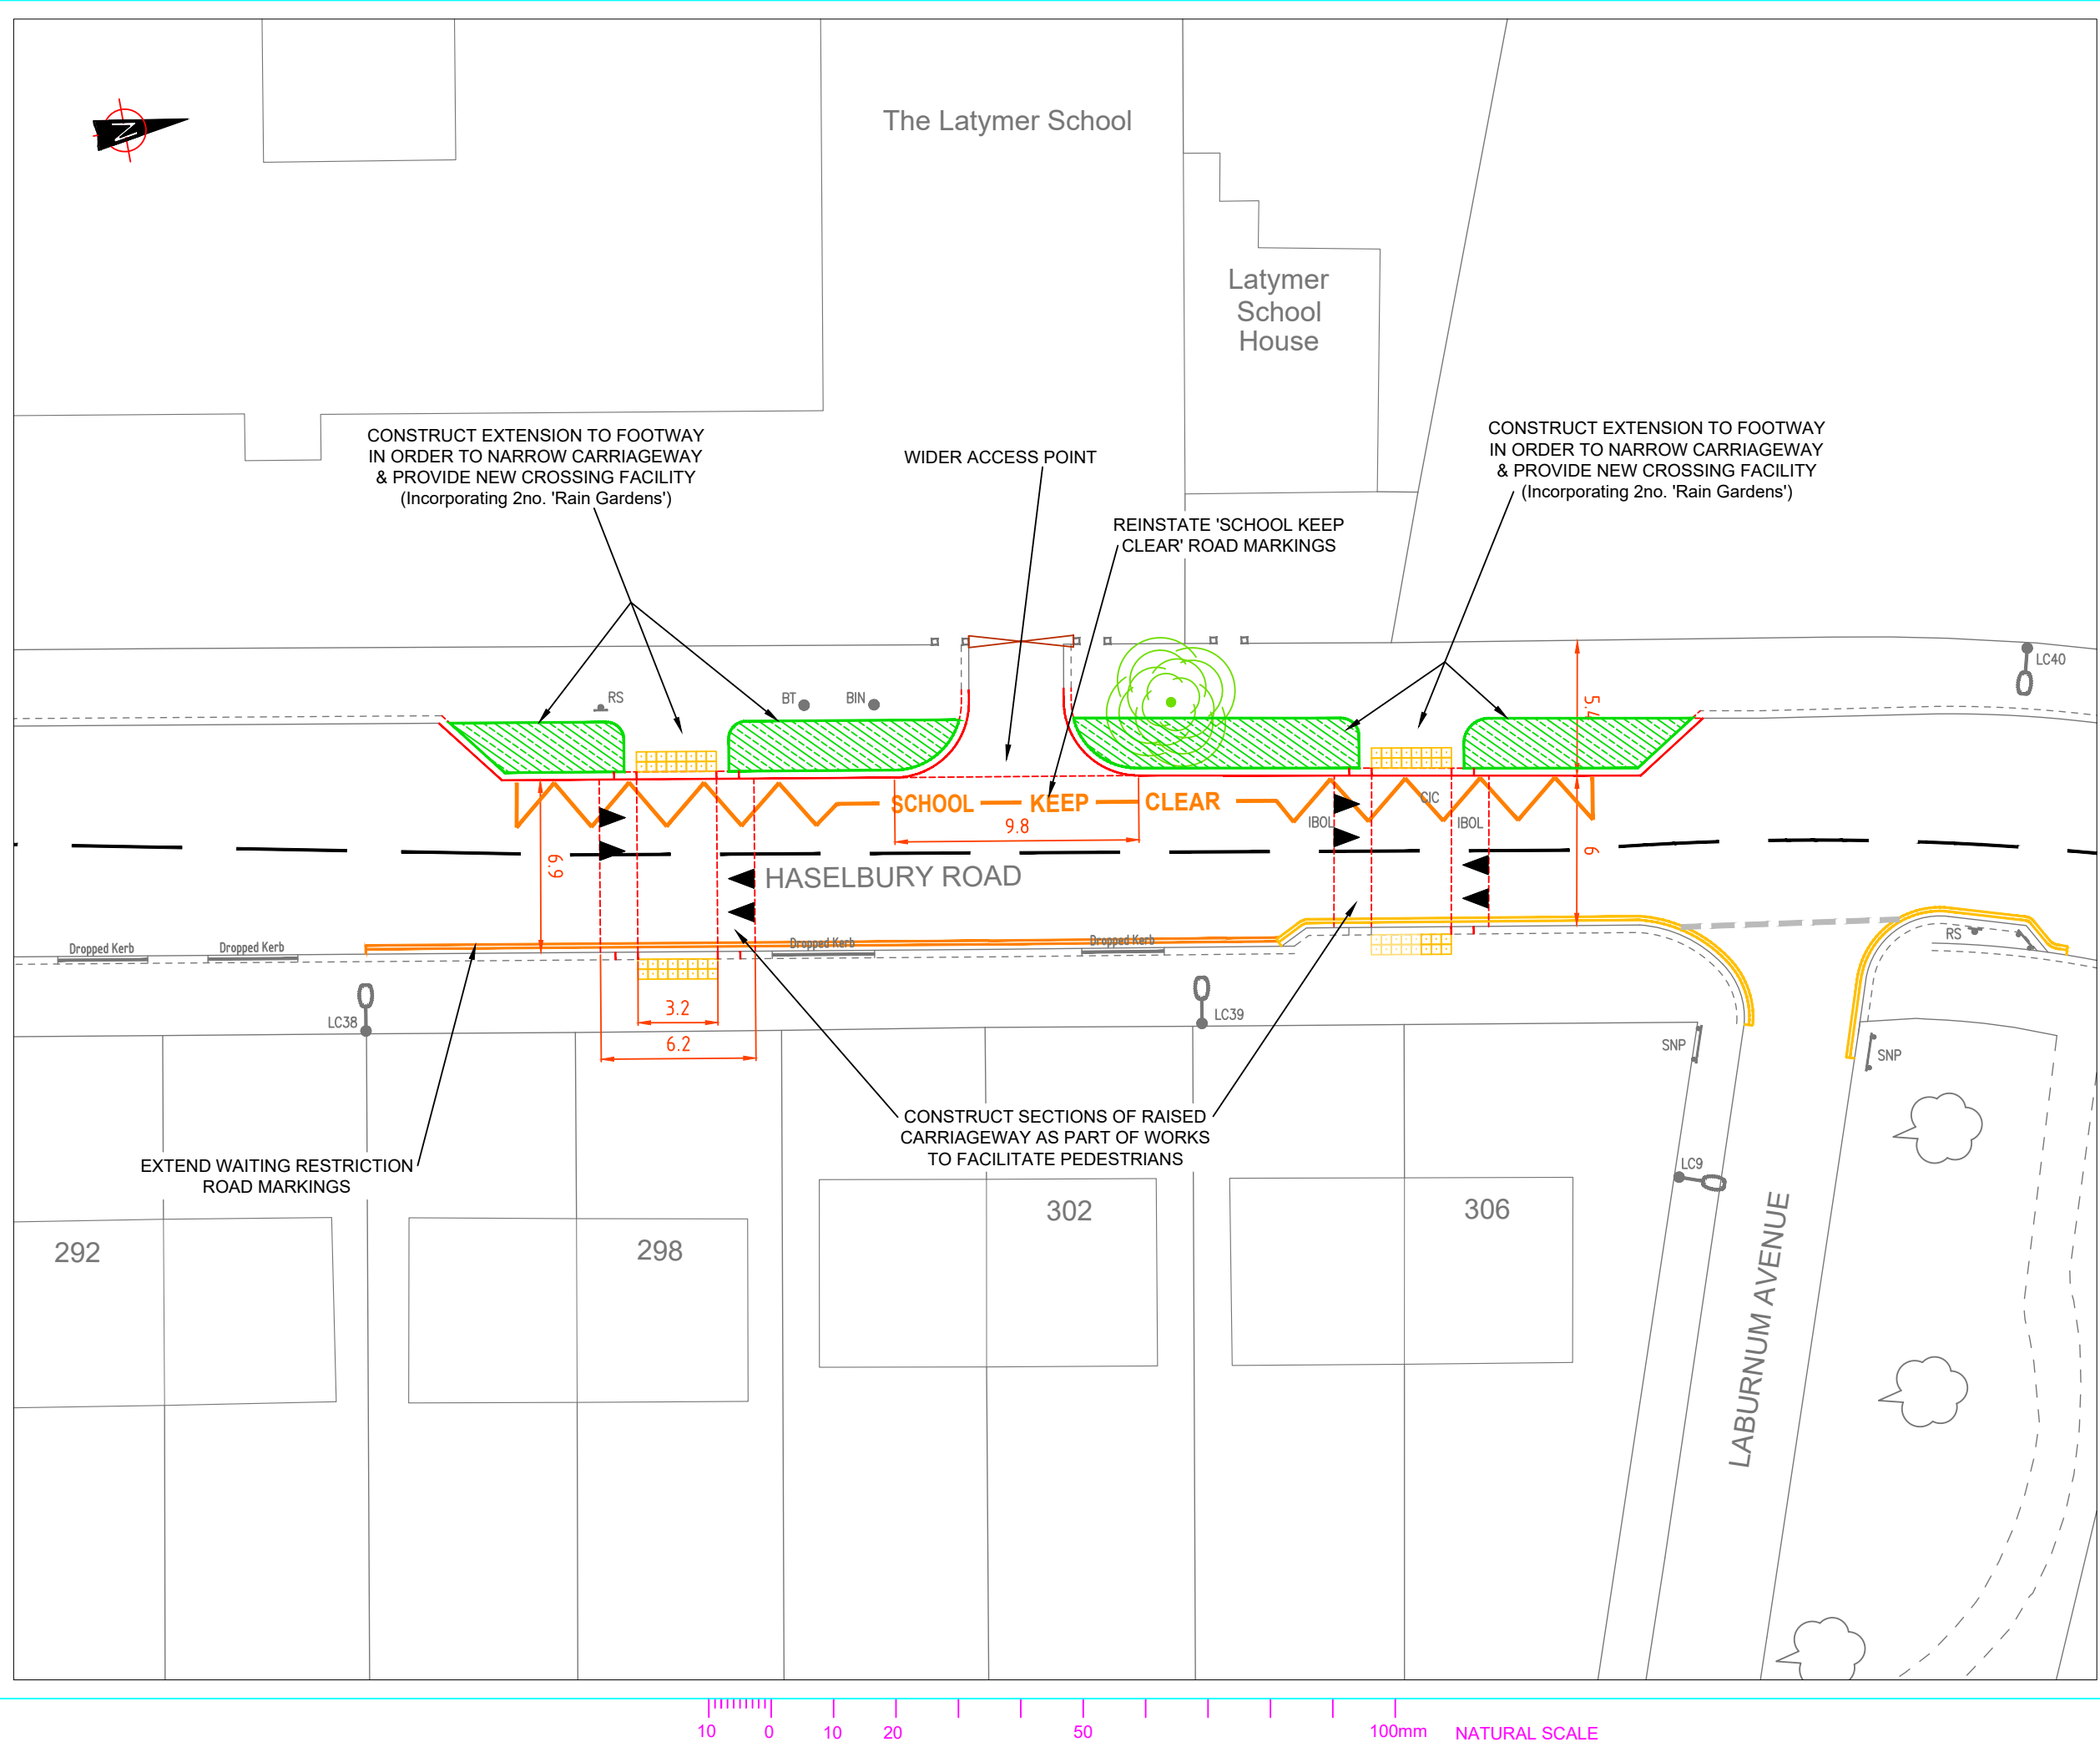 The Latymer School
N
Latymer
School
House
CONSTRUCT EXTENSION TO FOOTWAY
IN ORDER TO NARROW CARRIAGEWAY
& PROVIDE NEW CROSSING FACILITY
(Incorporating 2no. 'Rain Gardens')
WIDER ACCESS POINT
CONSTRUCT EXTENSION TO FOOTWAY
IN ORDER TO NARROW CARRIAGEWAY
& PROVIDE NEW CROSSING FACILITY
(Incorporating 2no. 'Rain Gardens')
REINSTATE 'SCHOOL KEEP
CLEAR' ROAD MARKINGS
LC40
RS
BT
BIN
5.4
SCHOOL KEEP CLEAR
CIC
IBOL
IBOL
9.8
6.9
6
HASELBURY ROAD
Dropped Kerb
Dropped Kerb
Dropped Kerb
Dropped Kerb
RS
3.2
LC38
LC39
6.2
SNP
SNP
CONSTRUCT SECTIONS OF RAISED
CARRIAGEWAY AS PART OF WORKS
TO FACILITATE PEDESTRIANS
EXTEND WAITING RESTRICTION
ROAD MARKINGS
LC9
292
298
302
306
LABURNUM AVENUE
10 0 10 20 50 100mm NATURAL SCALE